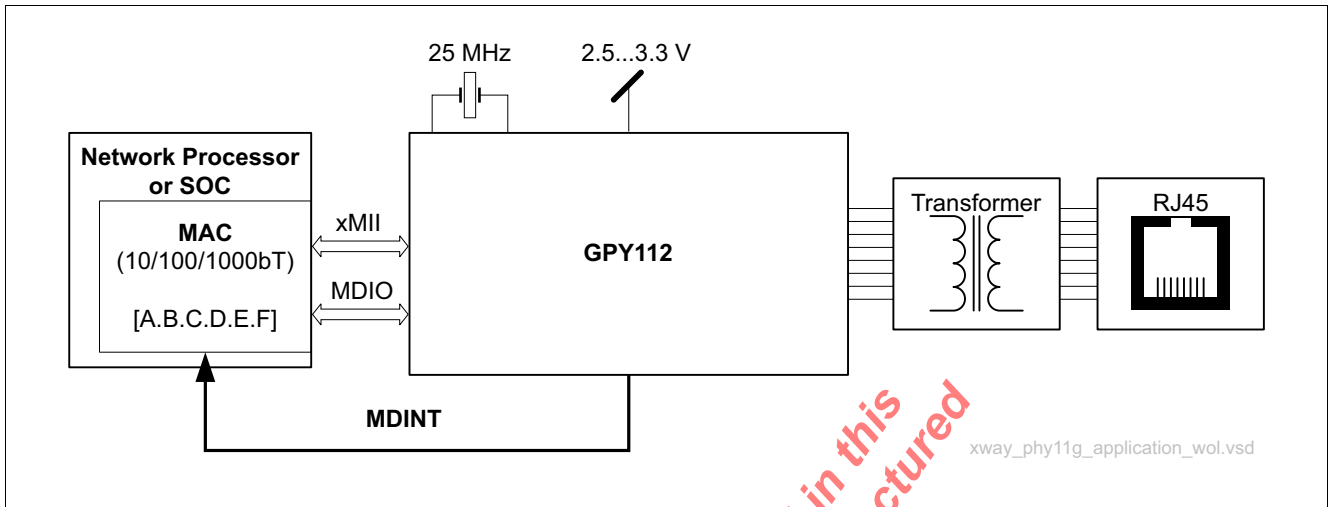 25 MHz
2.5...3.3 V
Network Processor
or SOC
MAC
(10/100/1000bT)
[A.B.C.D.E.F]
xMII
MDIO
GPY112
Transformer
RJ45
MDINT
in this
ctured
xway_phy11g_application_wol.vsd